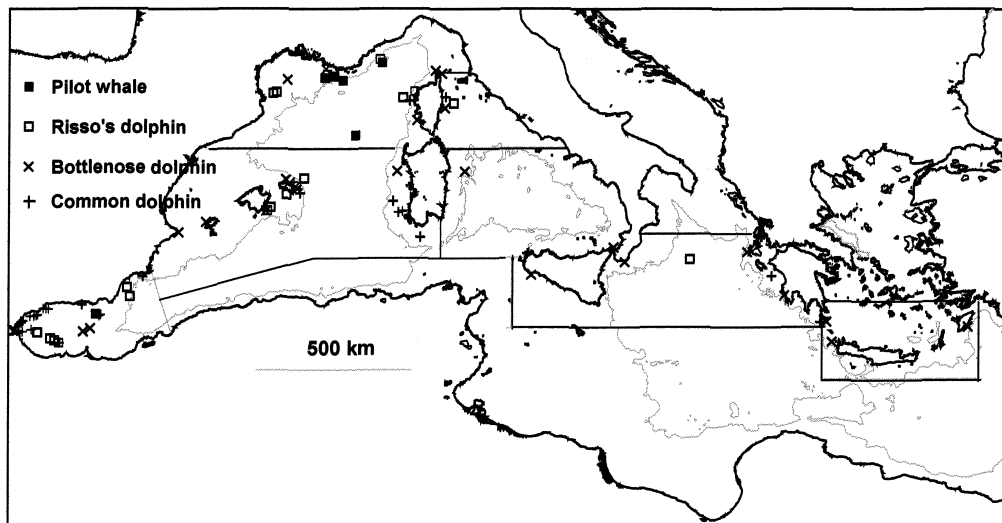 Pilot whale
Risso's dolphin
Bottlenose dolphin
Common dolphin
500 km